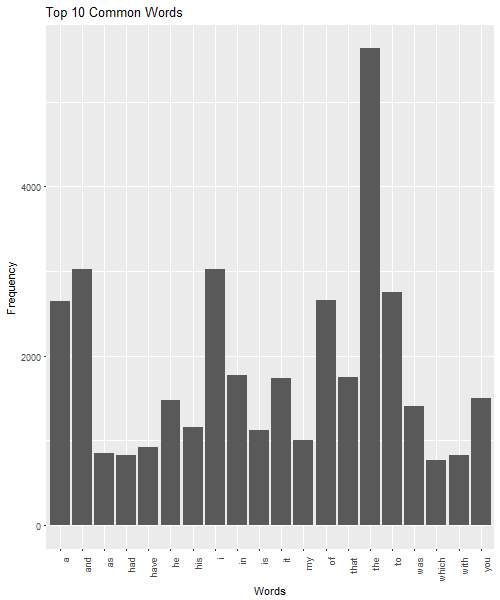 Top 10 Common Words
Frequency
4000
2000
0
a
and
as
had
have
he
his
i
in
is
it
my
of
that
the
to
was
which
with
you
Words